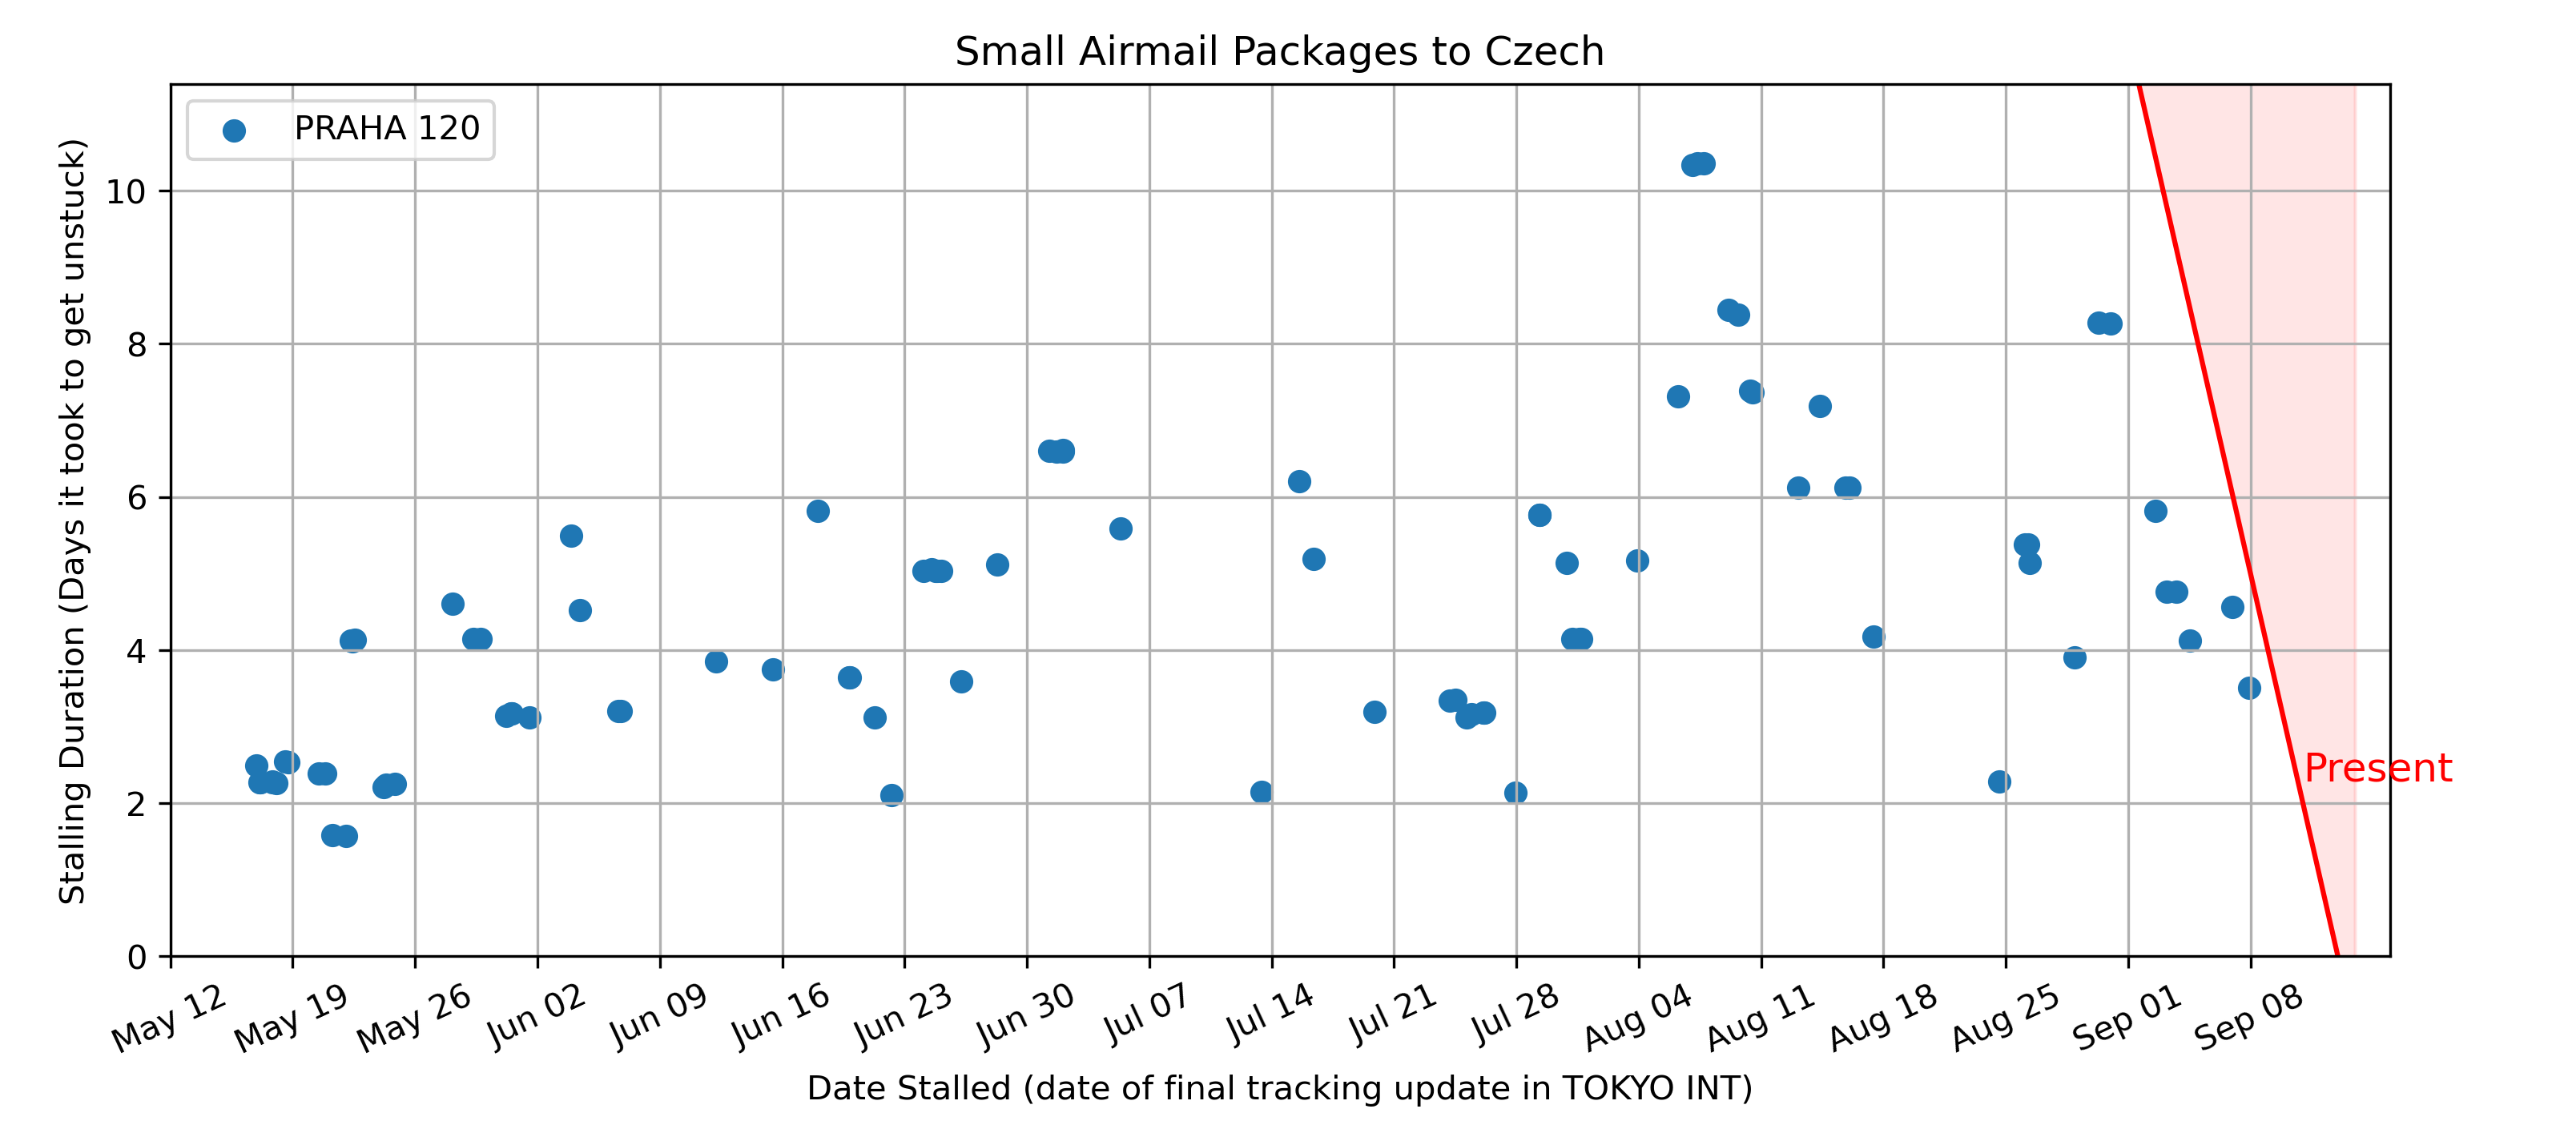 Small Airmail Packages to Czech
PRAHA 120
Stalling Duration (Days it took to get unstuck)
10
8
6
4
2
0
Present
May 12
May 19
May 26
Jun 02
Jun 09
Jun 16
Jun 23
Jun 30
Jul 07
Jul 14
Jul 21
Jul 28
Aug 04
Aug 11
Aug 18
Aug 25
Sep 01
Sep 08
Date Stalled (date of final tracking update in TOKYO INT)